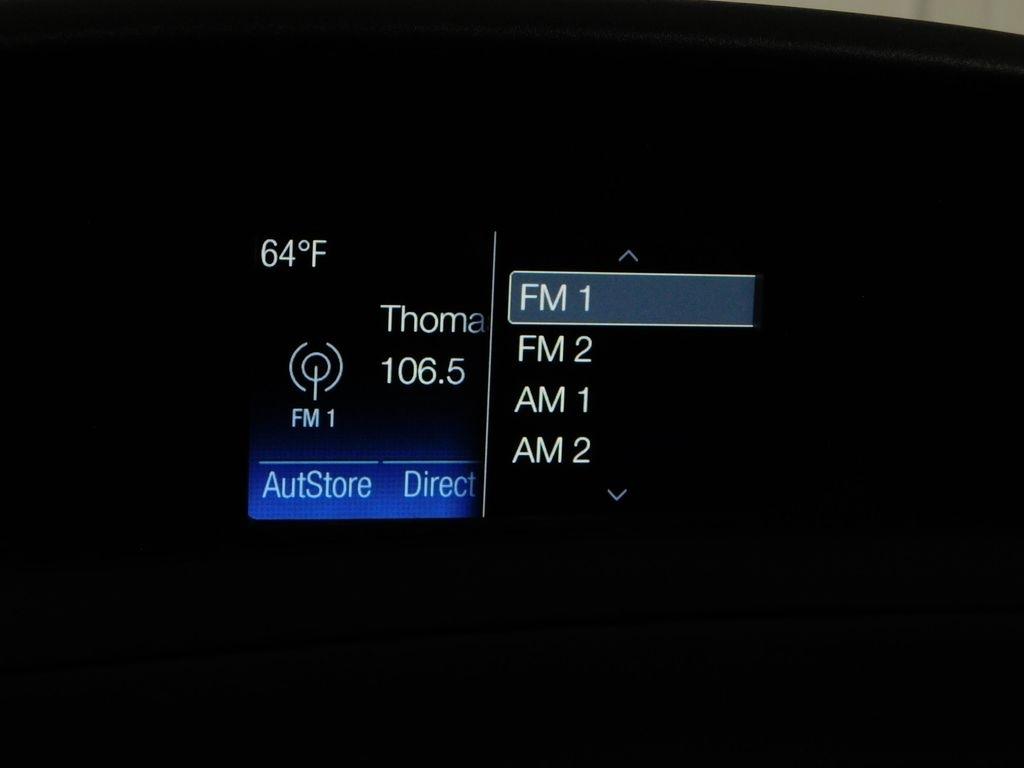 64°F
Thoma
106.5
FM 1
AutStore Direct
FM 1
FM 2
AM 1
AM 2